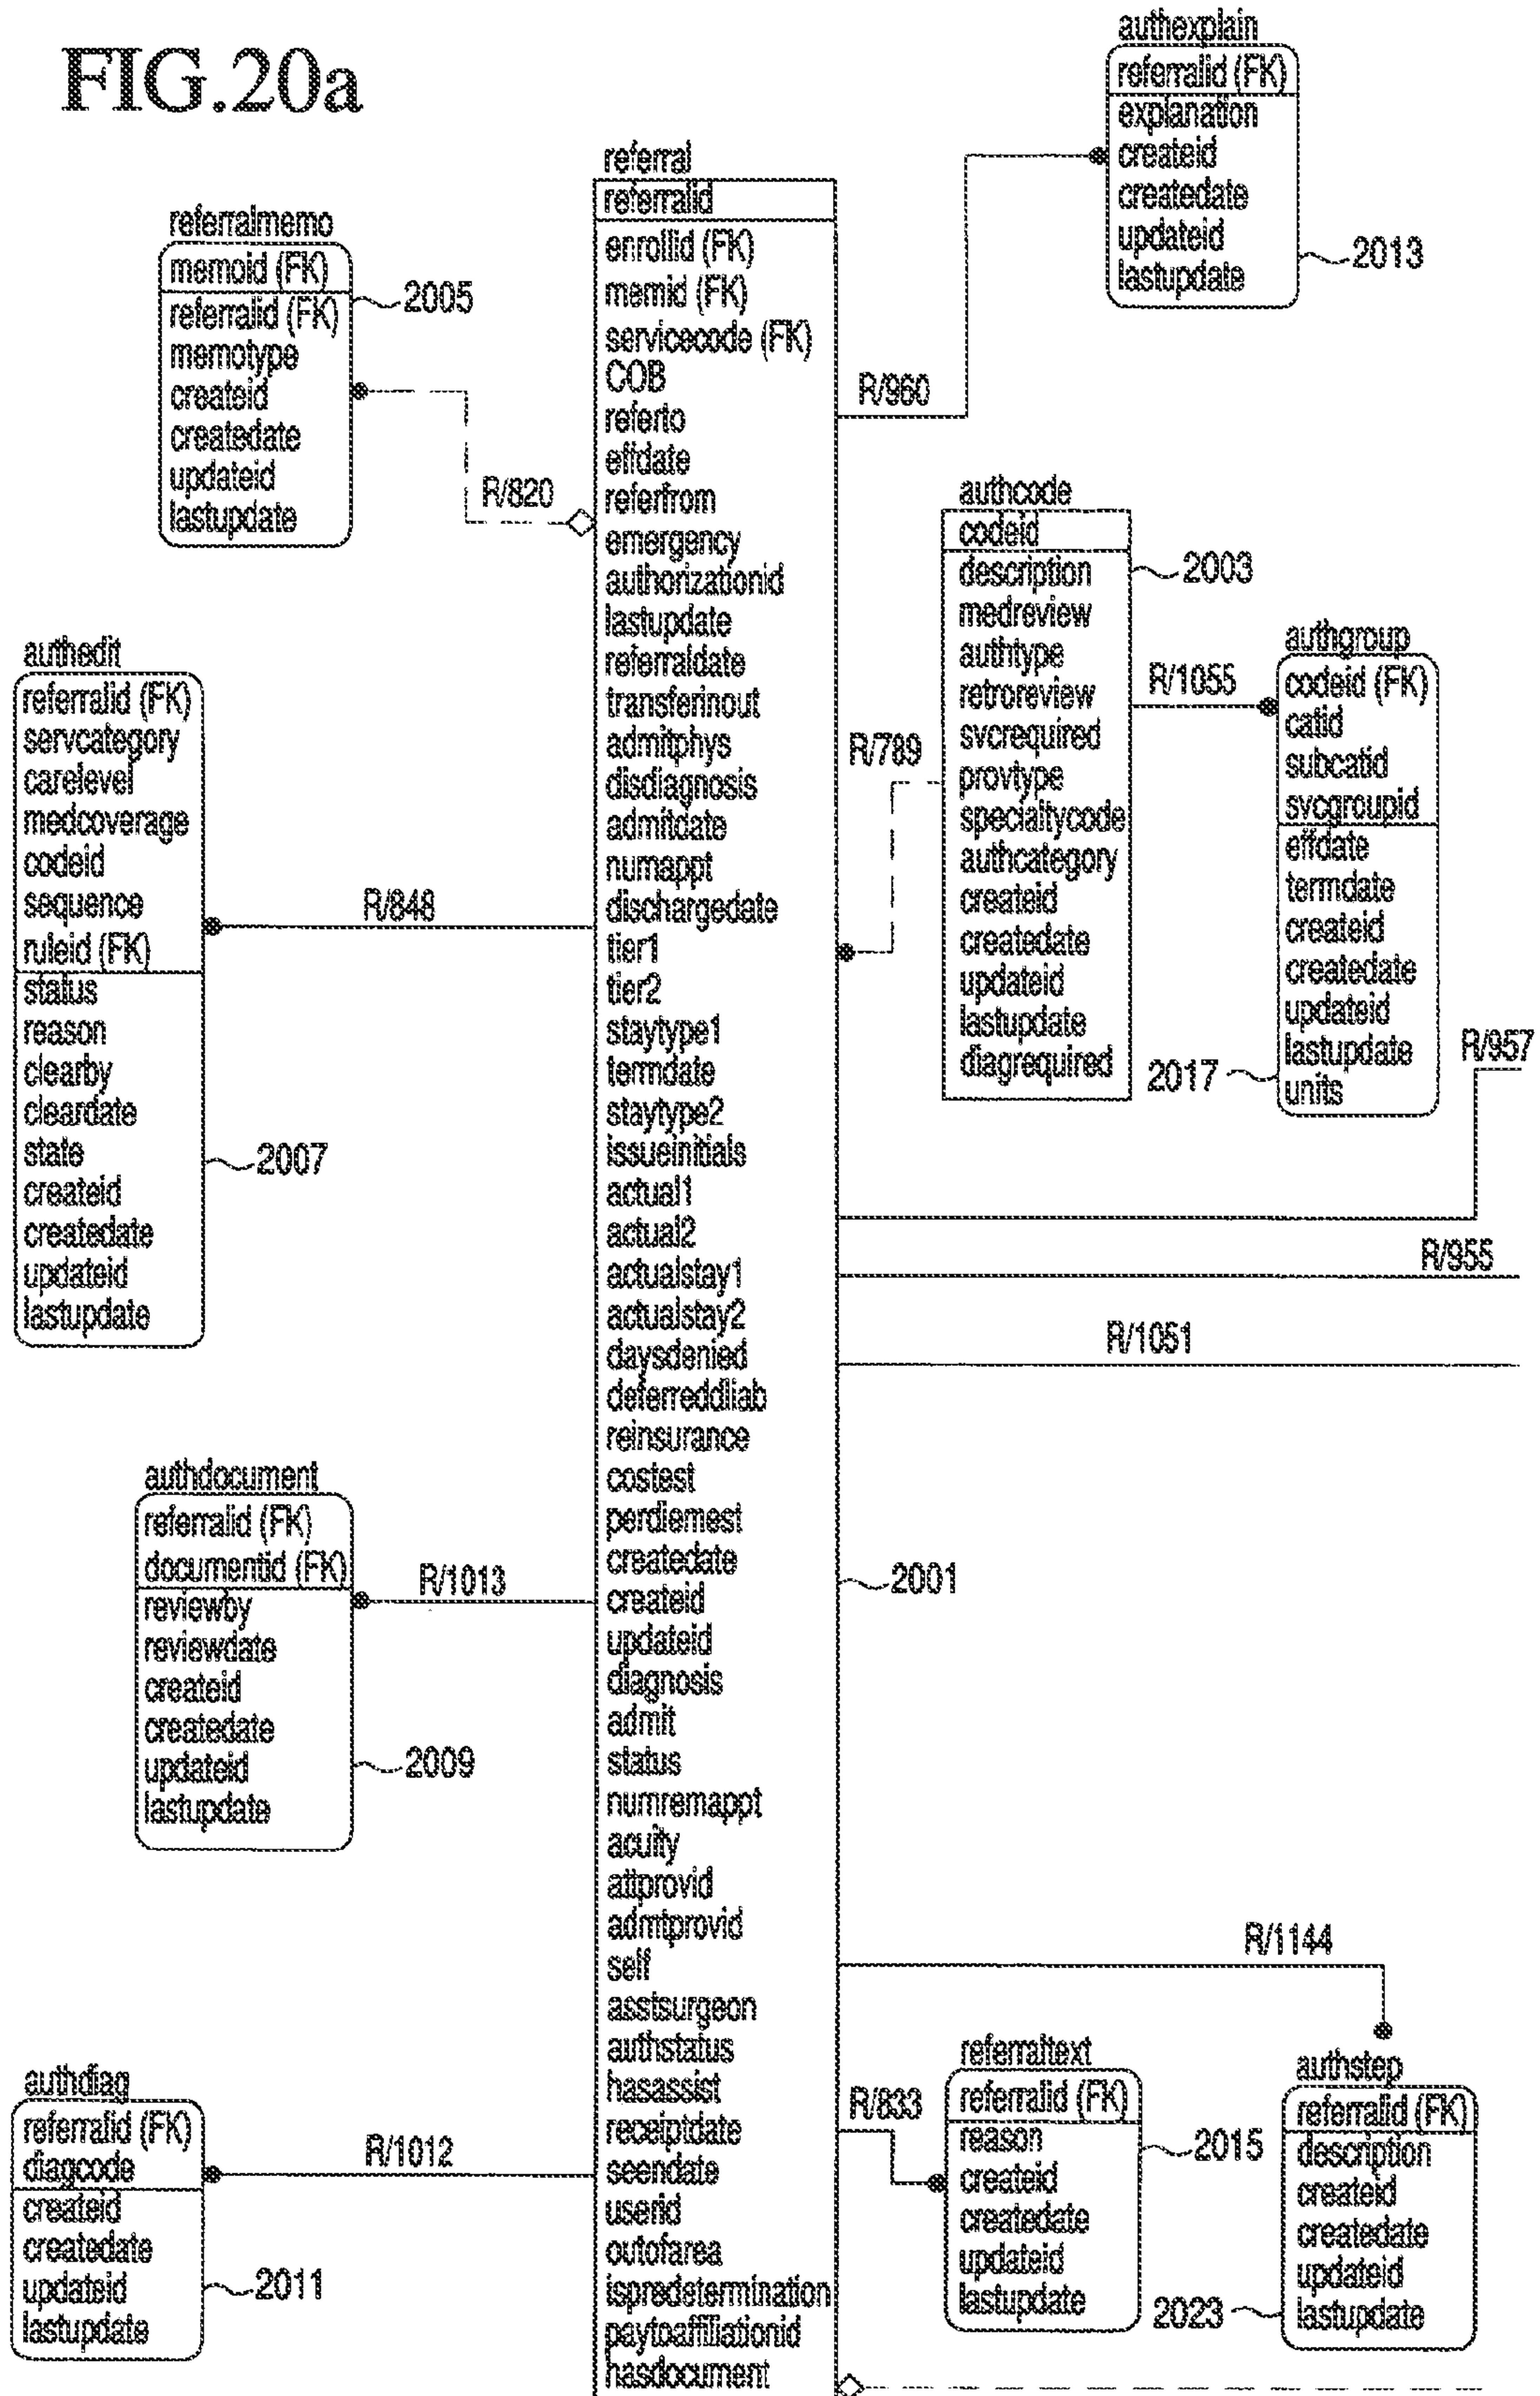 FIG.20a
authexplain
referralid (FK)
explanation
createid
createdate
updateid
lastupdate
2013
referralmemo
memoid (FK)
referralid (FK)
memotype
createid
createdate
updateid
lastupdate
2005
R/820
referral
referralid
enrollid (FK)
memid (FK)
servicecode (FK)
COB
referto
effdate
referfrom
emergency
authorizationid
lastupdate
referraldate
transferinout
admitphys
disdiagnosis
admitdate
numappt
dischargedate
tier1
tier2
staytype1
termdate
staytype2
issueinitials
actual1
actual2
actualstay1
actualstay2
daysdenied
deferreddliab
reinsurance
costest
perdiemest
createdate
createid
updateid
diagnosis
admit
status
numremappt
acuity
attprovid
admtprovid
self
asstsurgeon
authstatus
hasassist
receiptdate
seendate
userid
outofarea
ispredetermination
paytoaffiliationid
hasdocument
2001
R/960
authcode
codeid
description
medreview
authtype
retroreview
svcrequired
provtype
specialtycode
authcategory
createid
createdate
updateid
lastupdate
diagrequired
2003
R/789
R/1055
authgroup
codeid (FK)
catid
subcatid
svcgroupid
effdate
termdate
createid
createdate
updateid
lastupdate
units
2017
R/957
R/955
R/1051
authedit
referralid (FK)
servcategory
carelevel
medcoverage
codeid
sequence
ruleid (FK)
status
reason
clearby
cleardate
state
createid
createdate
updateid
lastupdate
2007
R/848
authdocument
referralid (FK)
documentid (FK)
reviewby
reviewdate
createid
createdate
updateid
lastupdate
2009
R/1013
authdiag
referralid (FK)
diagcode
createid
createdate
updateid
lastupdate
2011
R/1012
R/1144
R/833
referraltext
referralid (FK)
reason
createid
createdate
updateid
lastupdate
2015
authstep
referralid (FK)
description
createid
createdate
updateid
lastupdate
2023